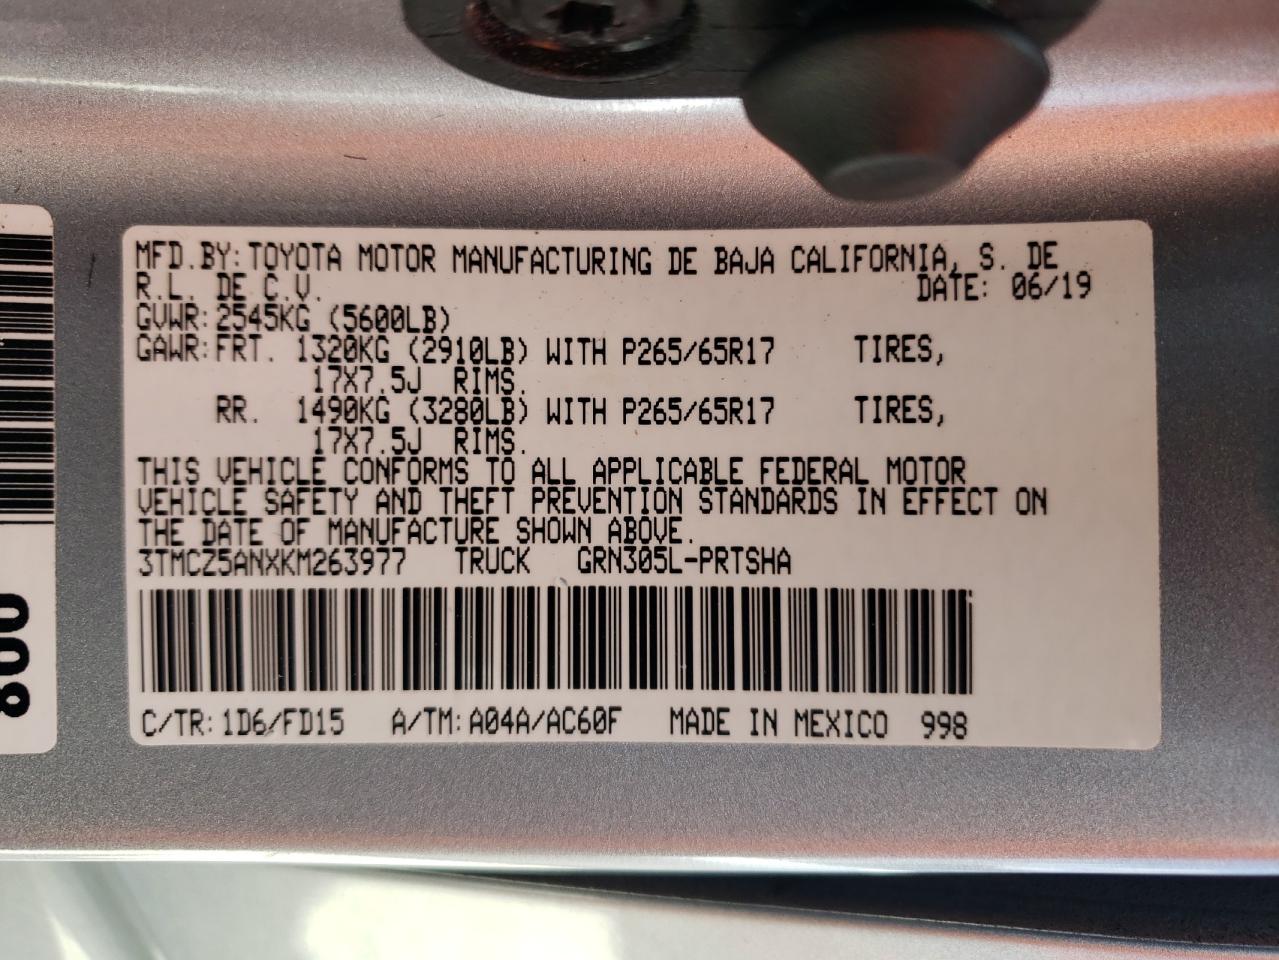 MFD.BY:TOYOTA MOTOR MANUFACTURING DE BAJA CALIFORNIA, S. DE
R.L. DE C.V. DATE: 06/19
GVWR:2545KG (5600LB)
GAWR:FRT. 1320KG (2910LB) WITH P265/65R17 TIRES,
17X7.5J RIMS.
RR. 1490KG (3280LB) WITH P265/65R17 TIRES,
17X7.5J RIMS.
THIS VEHICLE CONFORMS TO ALL APPLICABLE FEDERAL MOTOR
VEHICLE SAFETY AND THEFT PREVENTION STANDARDS IN EFFECT ON
THE DATE OF MANUFACTURE SHOWN ABOVE.
3TMCZ5ANXKM263977 TRUCK GRN305L-PRTSHA
C/TR:1D6/FD15 A/TM:A04A/AC60F MADE IN MEXICO 998
008